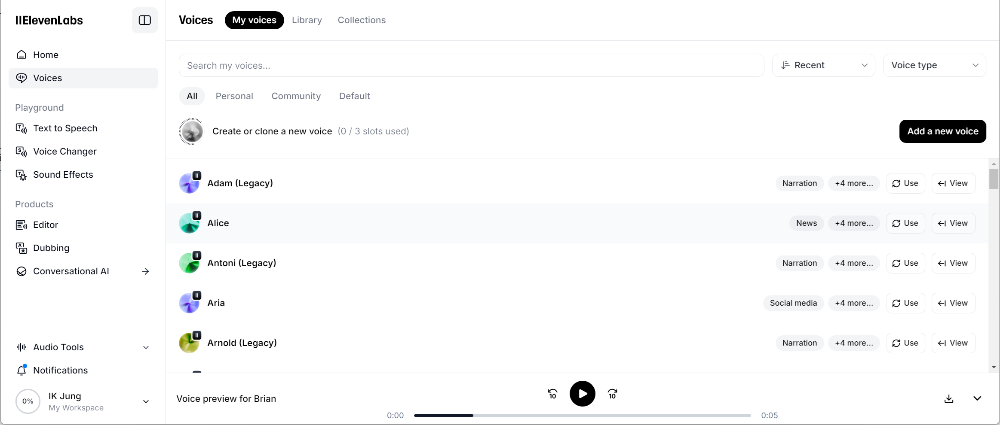 IIElevenLabs
Home
Voices
Playground
Text to Speech
Voice Changer
Sound Effects
Products
Editor
Dubbing
Conversational AI
Audio Tools
Notifications
0%
IK Jung
My Workspace
Voices
My voices
Library
Collections
Search my voices...
Recent
Voice type
All
Personal
Community
Default
Create or clone a new voice (0 / 3 slots used)
Add a new voice
Adam (Legacy)
Narration
+4 more...
Use
View
Alice
News
+4 more...
Use
View
Antoni (Legacy)
Narration
+4 more...
Use
View
Aria
Social media
+4 more...
Use
View
Arnold (Legacy)
Narration
+4 more...
Use
View
Voice preview for Brian
10
10
0:00
0:05